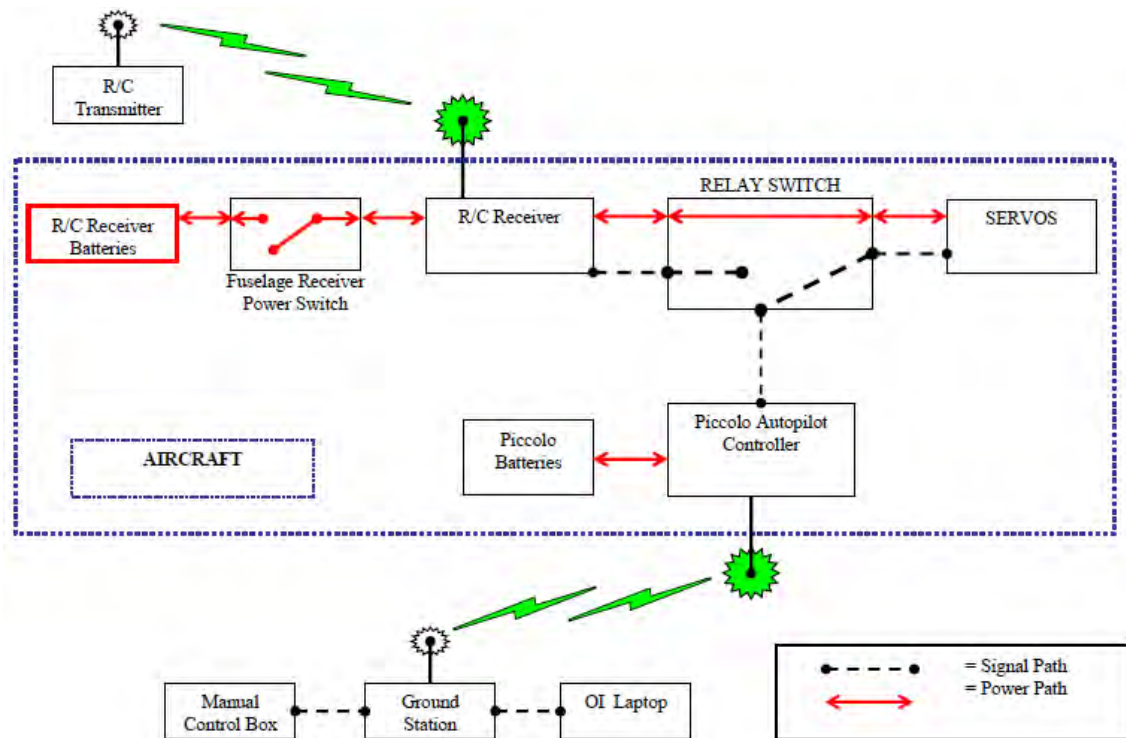 R/C
Transmitter
RELAY SWITCH
R/C Receiver
Batteries
R/C Receiver
SERVOS
Fuselage Receiver
Power Switch
Piccolo
Batteries
Piccolo Autopilot
Controller
AIRCRAFT
Manual
Control Box
Ground
Station
OI Laptop
= Signal Path
= Power Path